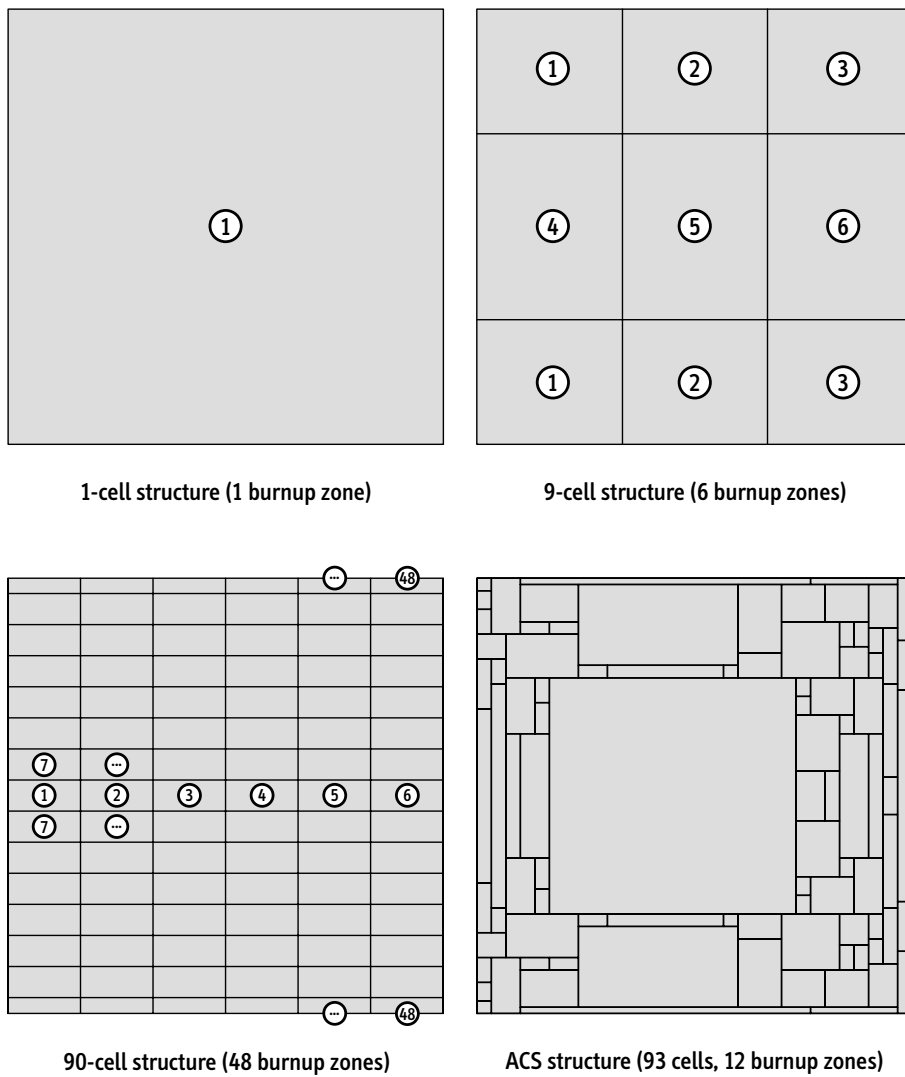 1
1-cell structure (1 burnup zone)
1 2 3
4 5 6
1 2 3
9-cell structure (6 burnup zones)
... 48
7 ...
1 2 3 4 5 6
7 ...
... 48
90-cell structure (48 burnup zones)
ACS structure (93 cells, 12 burnup zones)